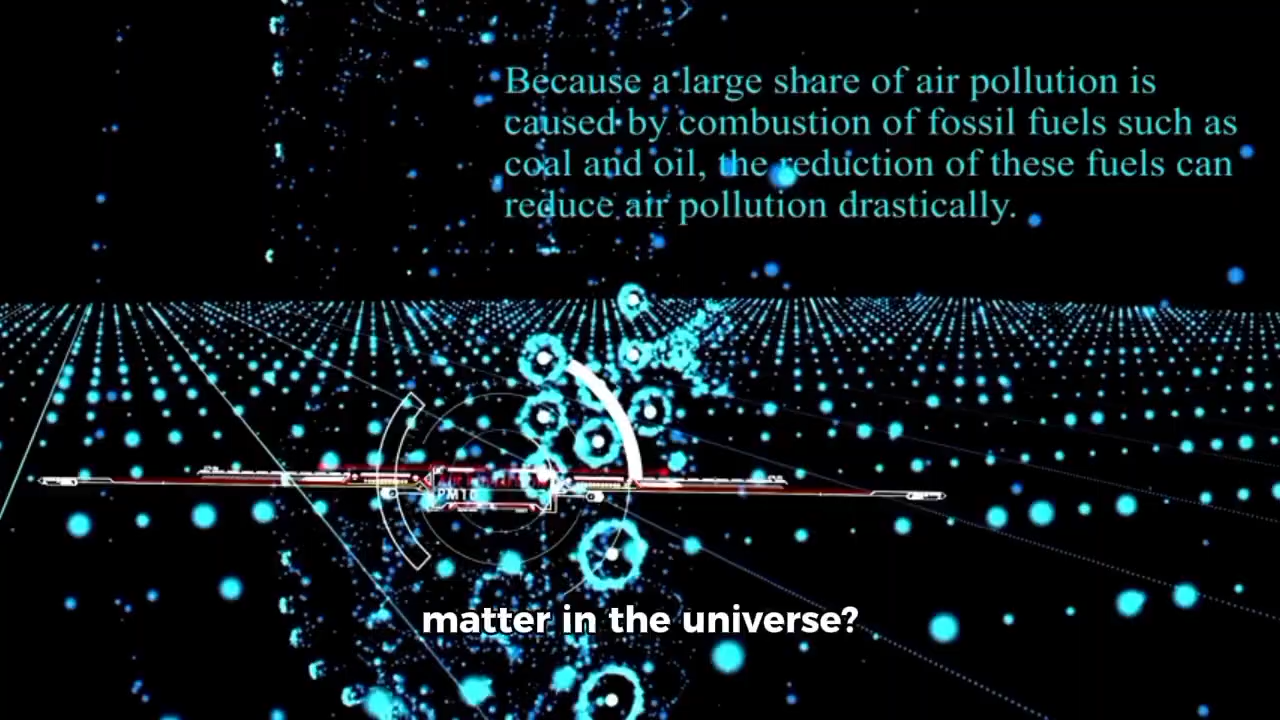 Because a large share of air pollution is
caused by combustion of fossil fuels such as
coal and oil, the reduction of these fuels can
reduce air pollution drastically.
PM10
matter in the universe?